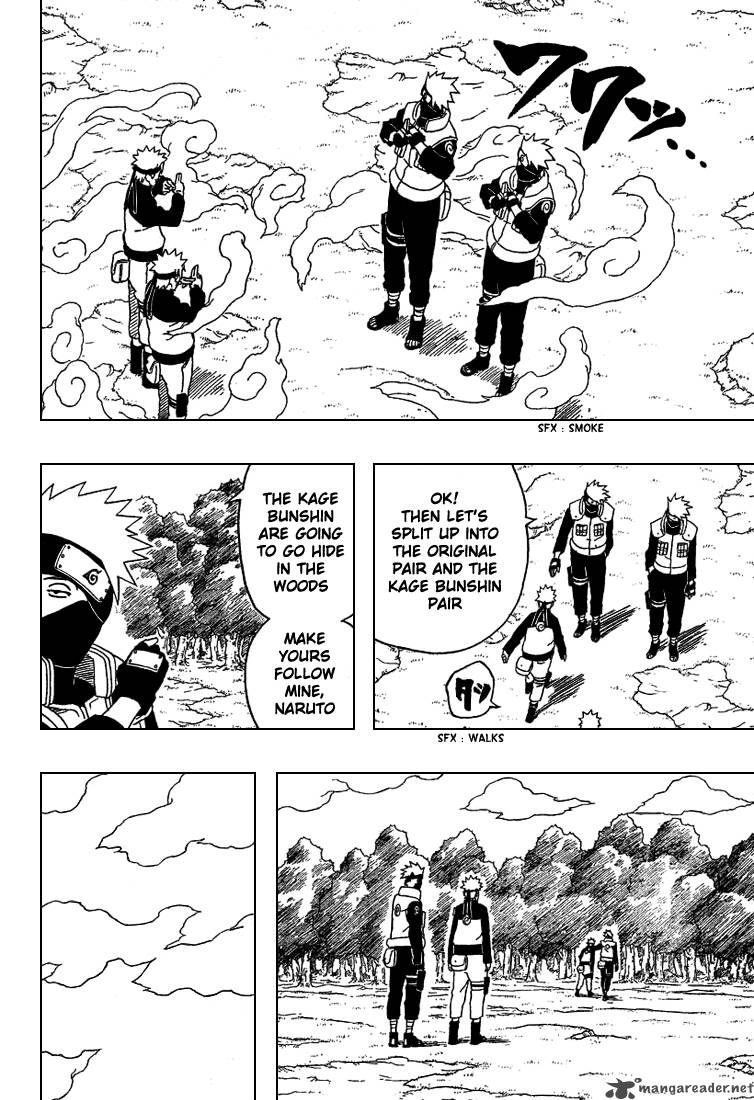 フワッ…
SFX : SMOKE
OK!
THEN LET'S
SPLIT UP INTO
THE ORIGINAL
PAIR AND THE
KAGE BUNSHIN
PAIR
タッ
SFX : WALKS
THE KAGE
BUNSHIN
ARE GOING
TO GO HIDE
IN THE
WOODS
MAKE
YOURS
FOLLOW
MINE,
NARUTO
mangareader.net